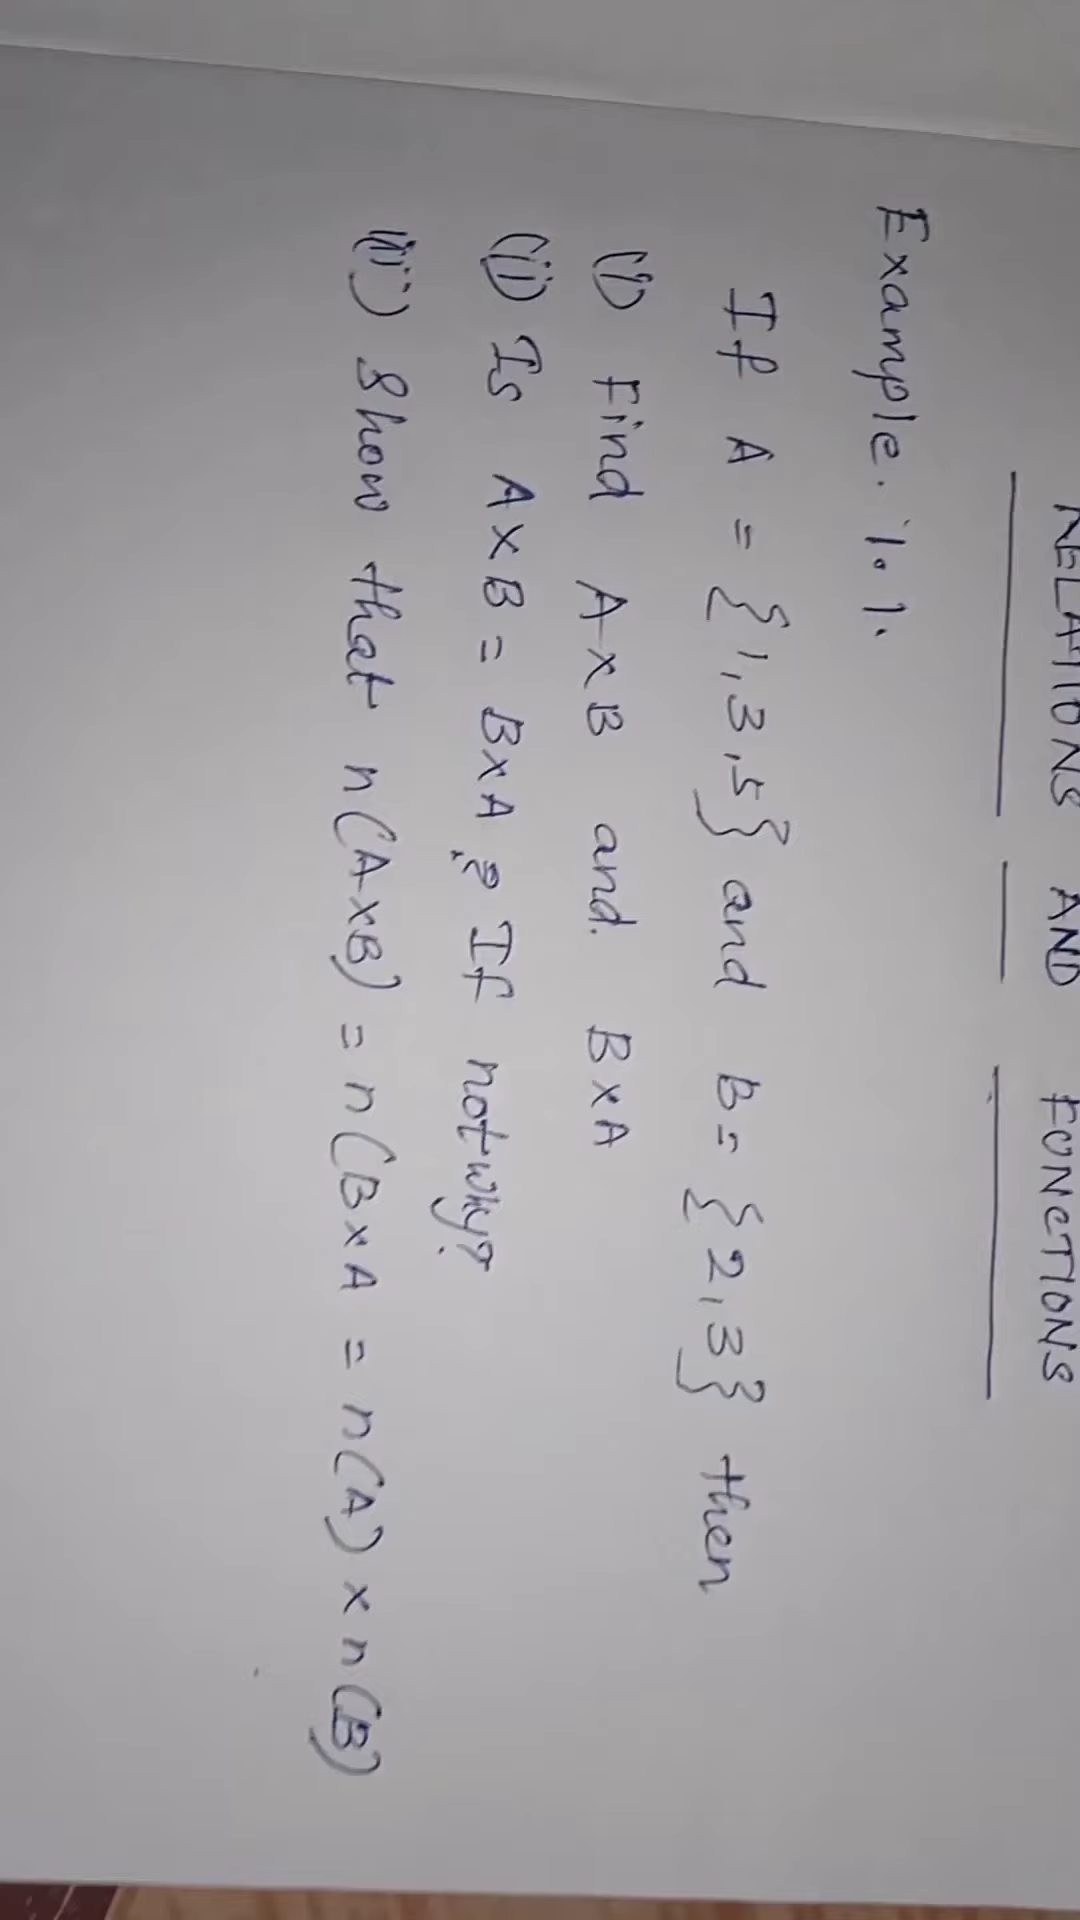 RELATIONS AND FUNCTIONS
Example. 1.1.
If A = {1,3,5} and B = {2,3} then
(i) Find A×B and. B×A
(ii) Is A×B = B×A ? If not why?
(iii) Show that n(A×B) = n(B×A = n(A) × n(B)